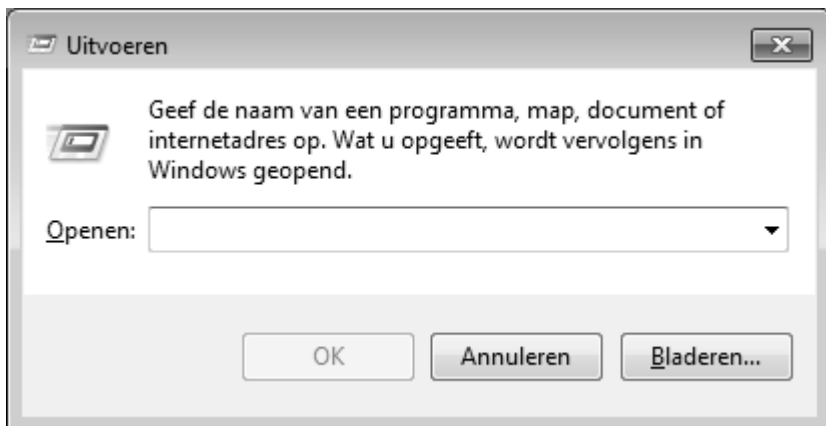 Uitvoeren
Geef de naam van een programma, map, document of
internetadres op. Wat u opgeeft, wordt vervolgens in
Windows geopend.
Openen:
OK Annuleren Bladeren...